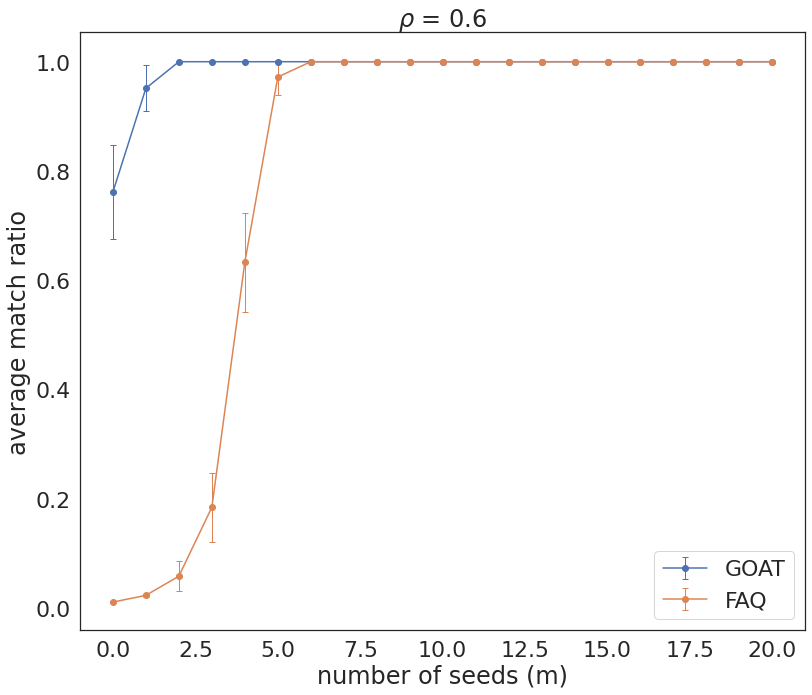 ρ = 0.6
average match ratio
1.0
0.8
0.6
0.4
0.2
0.0
GOAT
FAQ
0.0 2.5 5.0 7.5 10.0 12.5 15.0 17.5 20.0
number of seeds (m)